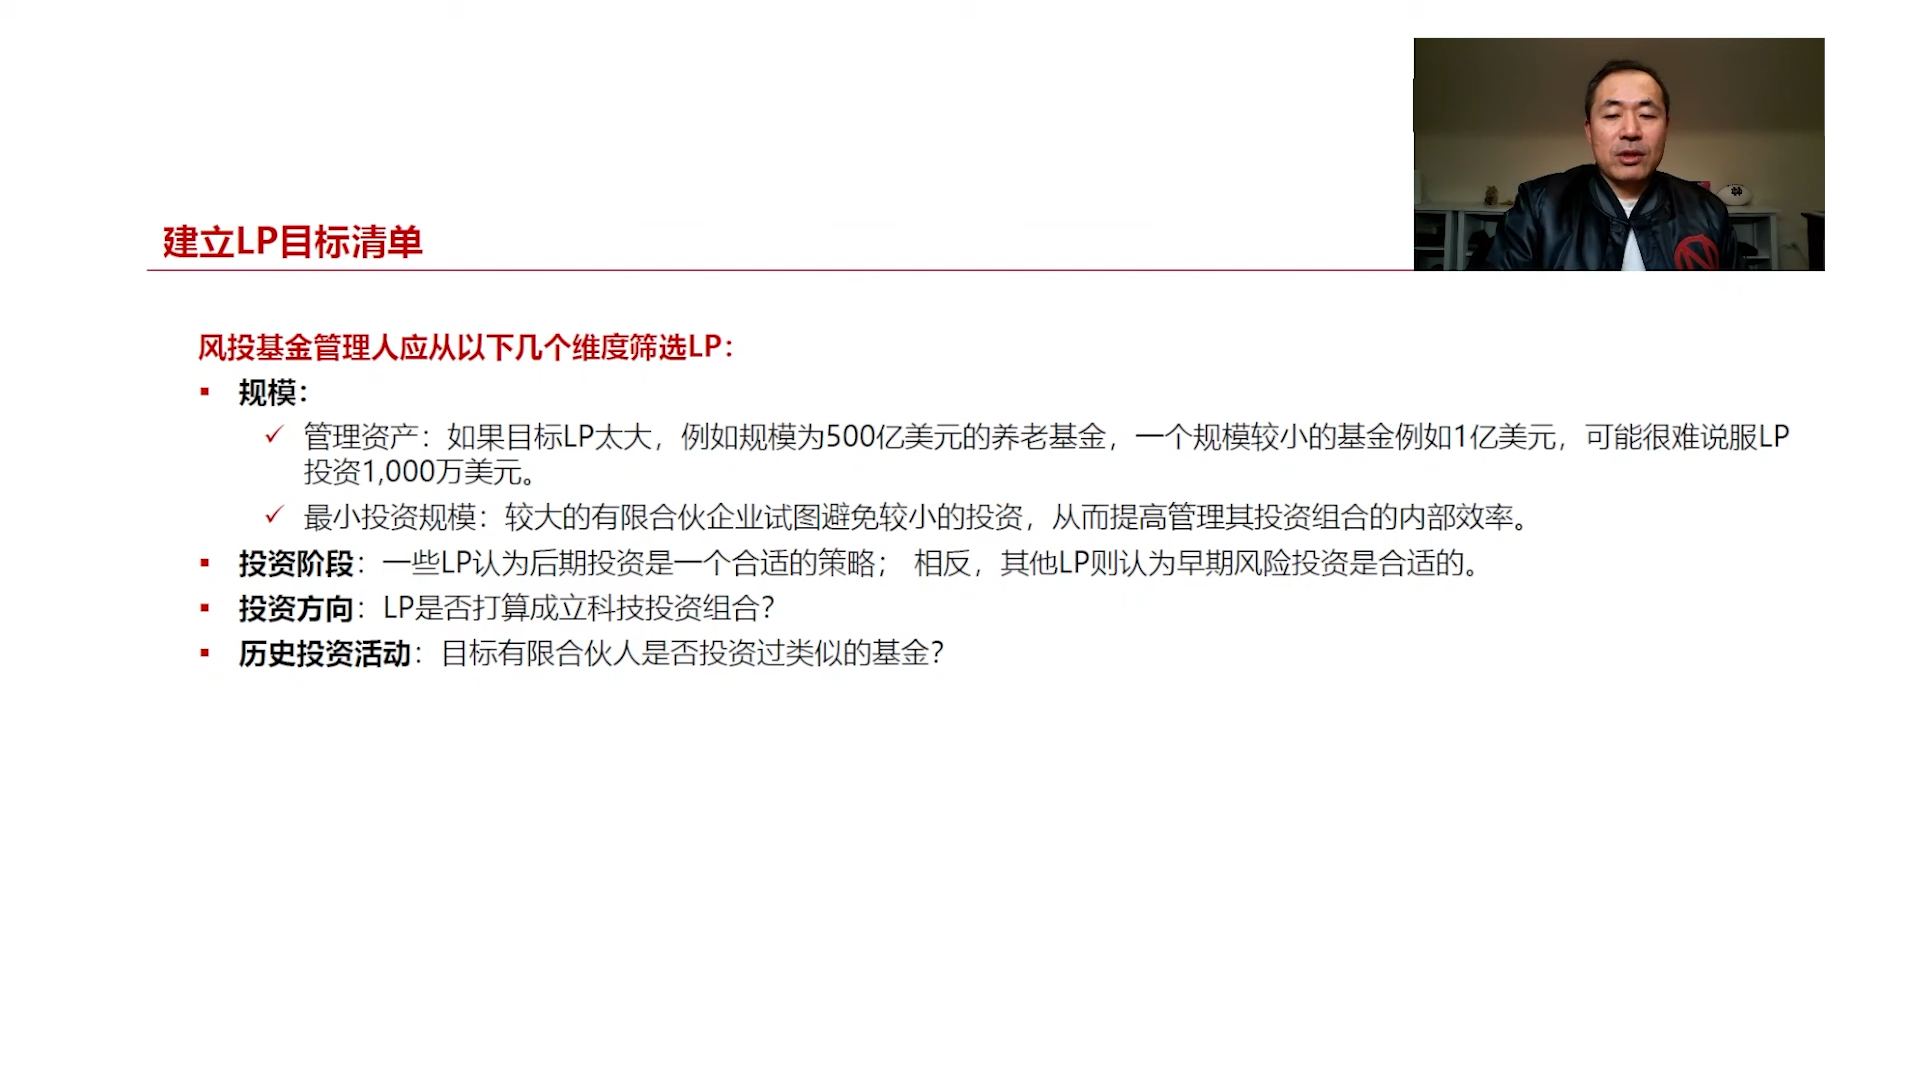 建立LP目标清单
风投基金管理人应从以下几个维度筛选LP：
▪ 规模：
✓ 管理资产：如果目标LP太大，例如规模为500亿美元的养老基金，一个规模较小的基金例如1亿美元，可能很难说服LP
投资1,000万美元。
✓ 最小投资规模：较大的有限合伙企业试图避免较小的投资，从而提高管理其投资组合的内部效率。
▪ 投资阶段：一些LP认为后期投资是一个合适的策略； 相反，其他LP则认为早期风险投资是合适的。
▪ 投资方向：LP是否打算成立科技投资组合？
▪ 历史投资活动：目标有限合伙人是否投资过类似的基金？